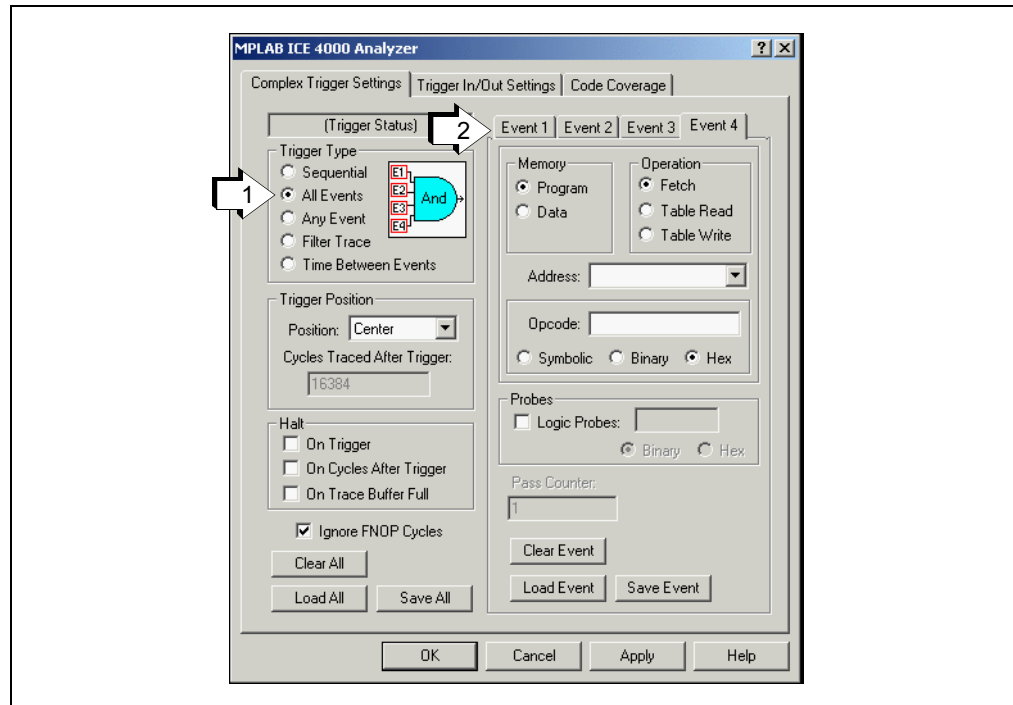 MPLAB ICE 4000 Analyzer
Complex Trigger Settings Trigger In/Out Settings Code Coverage
(Trigger Status)
2
Event 1 Event 2 Event 3 Event 4
Trigger Type
1
Sequential
All Events
Any Event
Filter Trace
Time Between Events
E1
E2
E3
E4
And
Trigger Position
Position: Center
Cycles Traced After Trigger:
16384
Halt
On Trigger
On Cycles After Trigger
On Trace Buffer Full
Ignore FNOP Cycles
Clear All
Load All Save All
Memory
Program
Data
Operation
Fetch
Table Read
Table Write
Address:
Opcode:
Symbolic Binary Hex
Probes
Logic Probes:
Binary Hex
Pass Counter:
1
Clear Event
Load Event Save Event
OK Cancel Apply Help